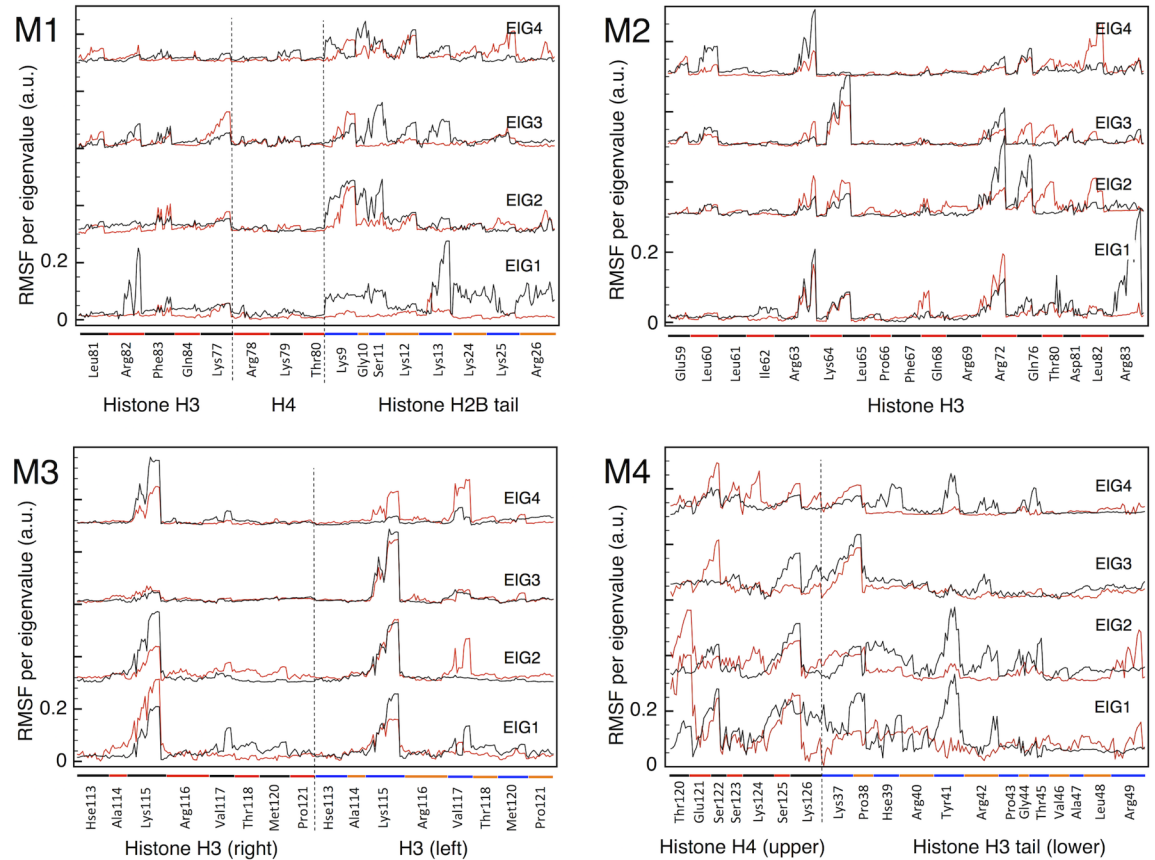 M1
RMSF per eigenvalue (a.u.)
EIG4
EIG3
EIG2
EIG1
0.2
0
Leu81 Arg82 Phe83 Gln84 Lys77 Arg78 Lys79 Thr80 Lys9 Gly10 Ser11 Lys12 Lys13 Lys24 Lys25 Arg26
Histone H3 H4 Histone H2B tail
M2
RMSF per eigenvalue (a.u.)
EIG4
EIG3
EIG2
EIG1
0.2
0
Glu59 Leu60 Leu61 Ile62 Arg63 Lys64 Leu65 Pro66 Phe67 Gln68 Arg69 Arg72 Gln76 Thr80 Asp81 Leu82 Arg83
Histone H3
M3
RMSF per eigenvalue (a.u.)
EIG4
EIG3
EIG2
EIG1
0.2
0
Hse113 Ala114 Lys115 Arg116 Val117 Thr118 Met120 Pro121 Hse113 Ala114 Lys115 Arg116 Val117 Thr118 Met120 Pro121
Histone H3 (right) H3 (left)
M4
RMSF per eigenvalue (a.u.)
EIG4
EIG3
EIG2
EIG1
0.2
0
Thr120 Glu121 Ser122 Ser123 Lys124 Ser125 Lys126 Lys37 Pro38 Hse39 Arg40 Tyr41 Arg42 Pro43 Gly44 Thr45 Val46 Ala47 Leu48 Arg49
Histone H4 (upper) Histone H3 tail (lower)